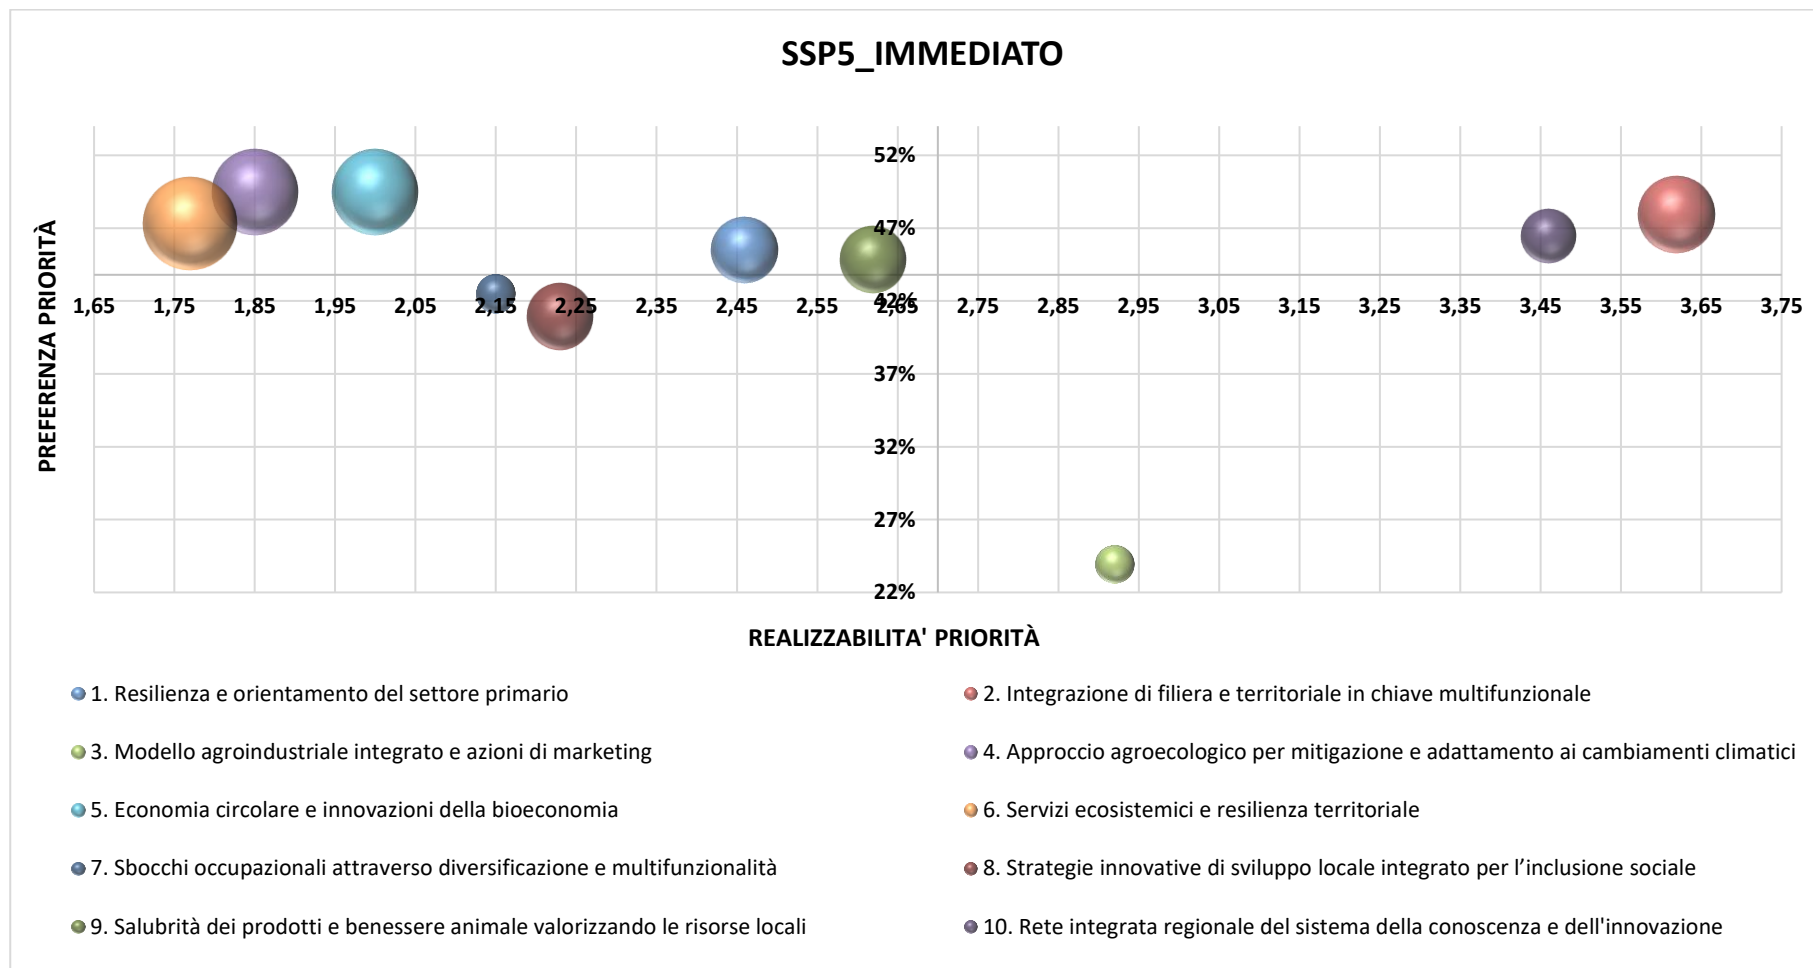 SSP5_IMMEDIATO
PREFERENZA PRIORITÀ
52%
47%
42%
1,65 1,75 1,85 1,95 2,05 2,15 2,25 2,35 2,45 2,55 2,65 2,75 2,85 2,95 3,05 3,15 3,25 3,35 3,45 3,55 3,65 3,75
37%
32%
27%
22%
REALIZZABILITA' PRIORITÀ
1. Resilienza e orientamento del settore primario
2. Integrazione di filiera e territoriale in chiave multifunzionale
3. Modello agroindustriale integrato e azioni di marketing
4. Approccio agroecologico per mitigazione e adattamento ai cambiamenti climatici
5. Economia circolare e innovazioni della bioeconomia
6. Servizi ecosistemici e resilienza territoriale
7. Sbocchi occupazionali attraverso diversificazione e multifunzionalità
8. Strategie innovative di sviluppo locale integrato per l’inclusione sociale
9. Salubrità dei prodotti e benessere animale valorizzando le risorse locali
10. Rete integrata regionale del sistema della conoscenza e dell'innovazione